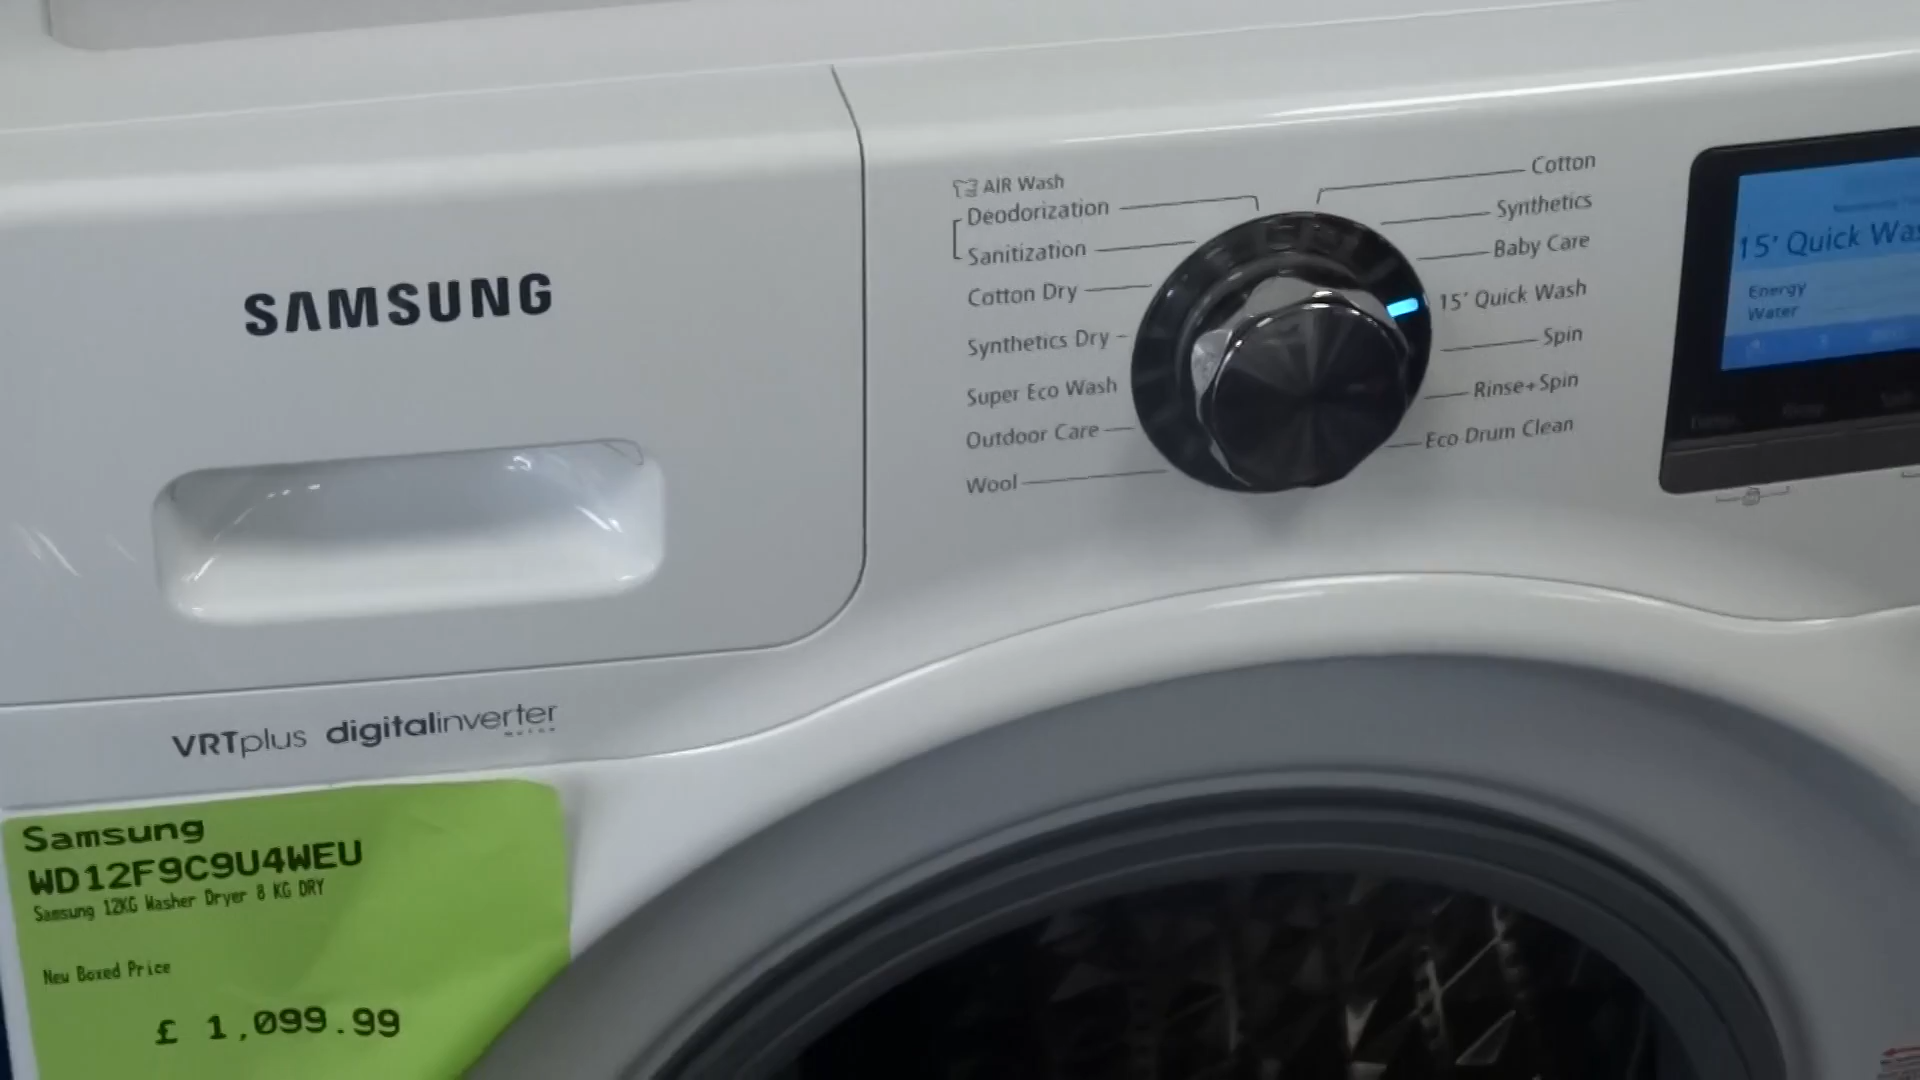 SAMSUNG
VRTplus digitalinverter
Samsung
WD12F9C9U4WEU
Samsung 12KG Washer Dryer 8 KG DRY
New Boxed Price
£ 1,099.99
AIR Wash
Deodorization
Sanitization
Cotton Dry
Synthetics Dry
Super Eco Wash
Outdoor Care
Wool
Cotton
Synthetics
Baby Care
15' Quick Wash
Spin
Rinse+Spin
Eco Drum Clean
15' Quick Was
Energy
Water